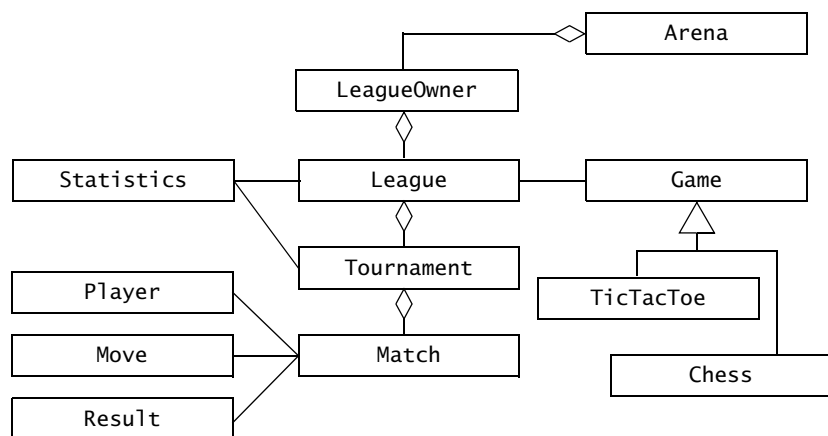 Arena
LeagueOwner
Statistics
League
Game
Tournament
Player
TicTacToe
Move
Match
Chess
Result